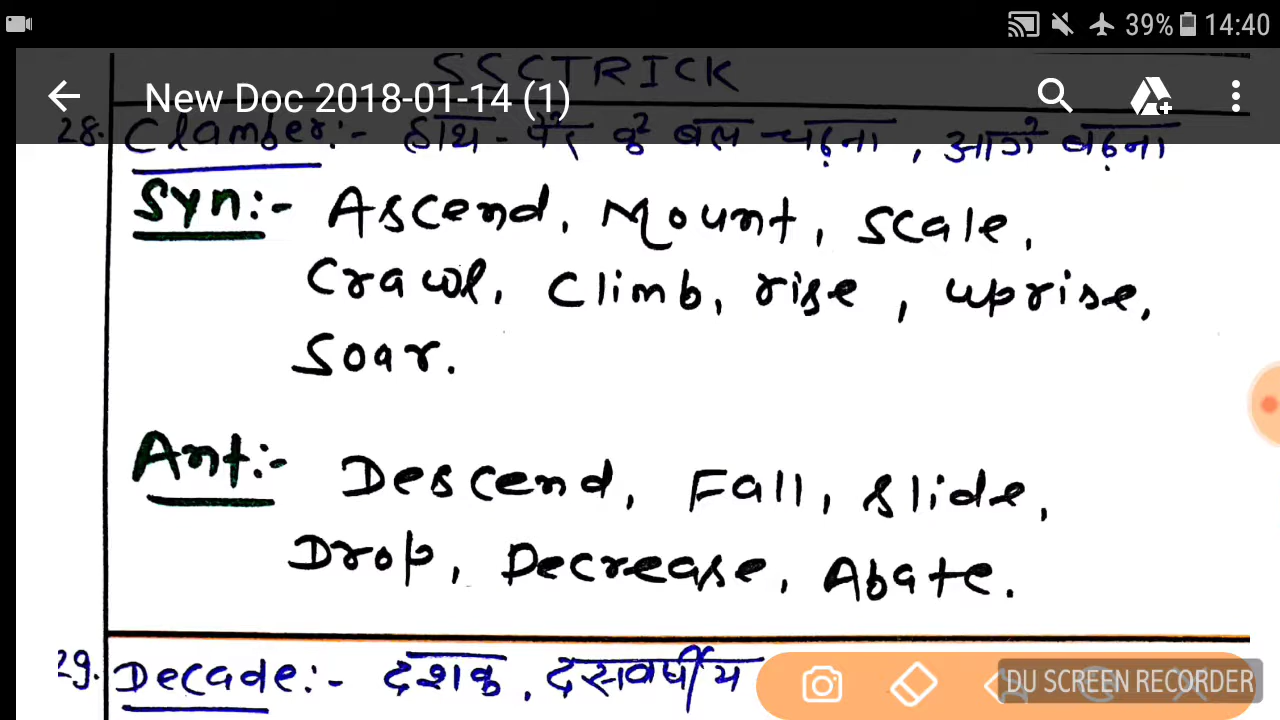 39% 14:40
SSCTRICK
New Doc 2018-01-14 (1)
28. Clamber:- हाथ-पैर के बल चढ़ना, आगे बढ़ना
Syn:- Ascend, Mount, Scale,
Crawl, Climb, rise, uprise,
Soar.
Ant:- Descend, Fall, Slide,
Drop, Decrease, Abate.
29. Decade:- दशक, दसवर्षीय
DU SCREEN RECORDER